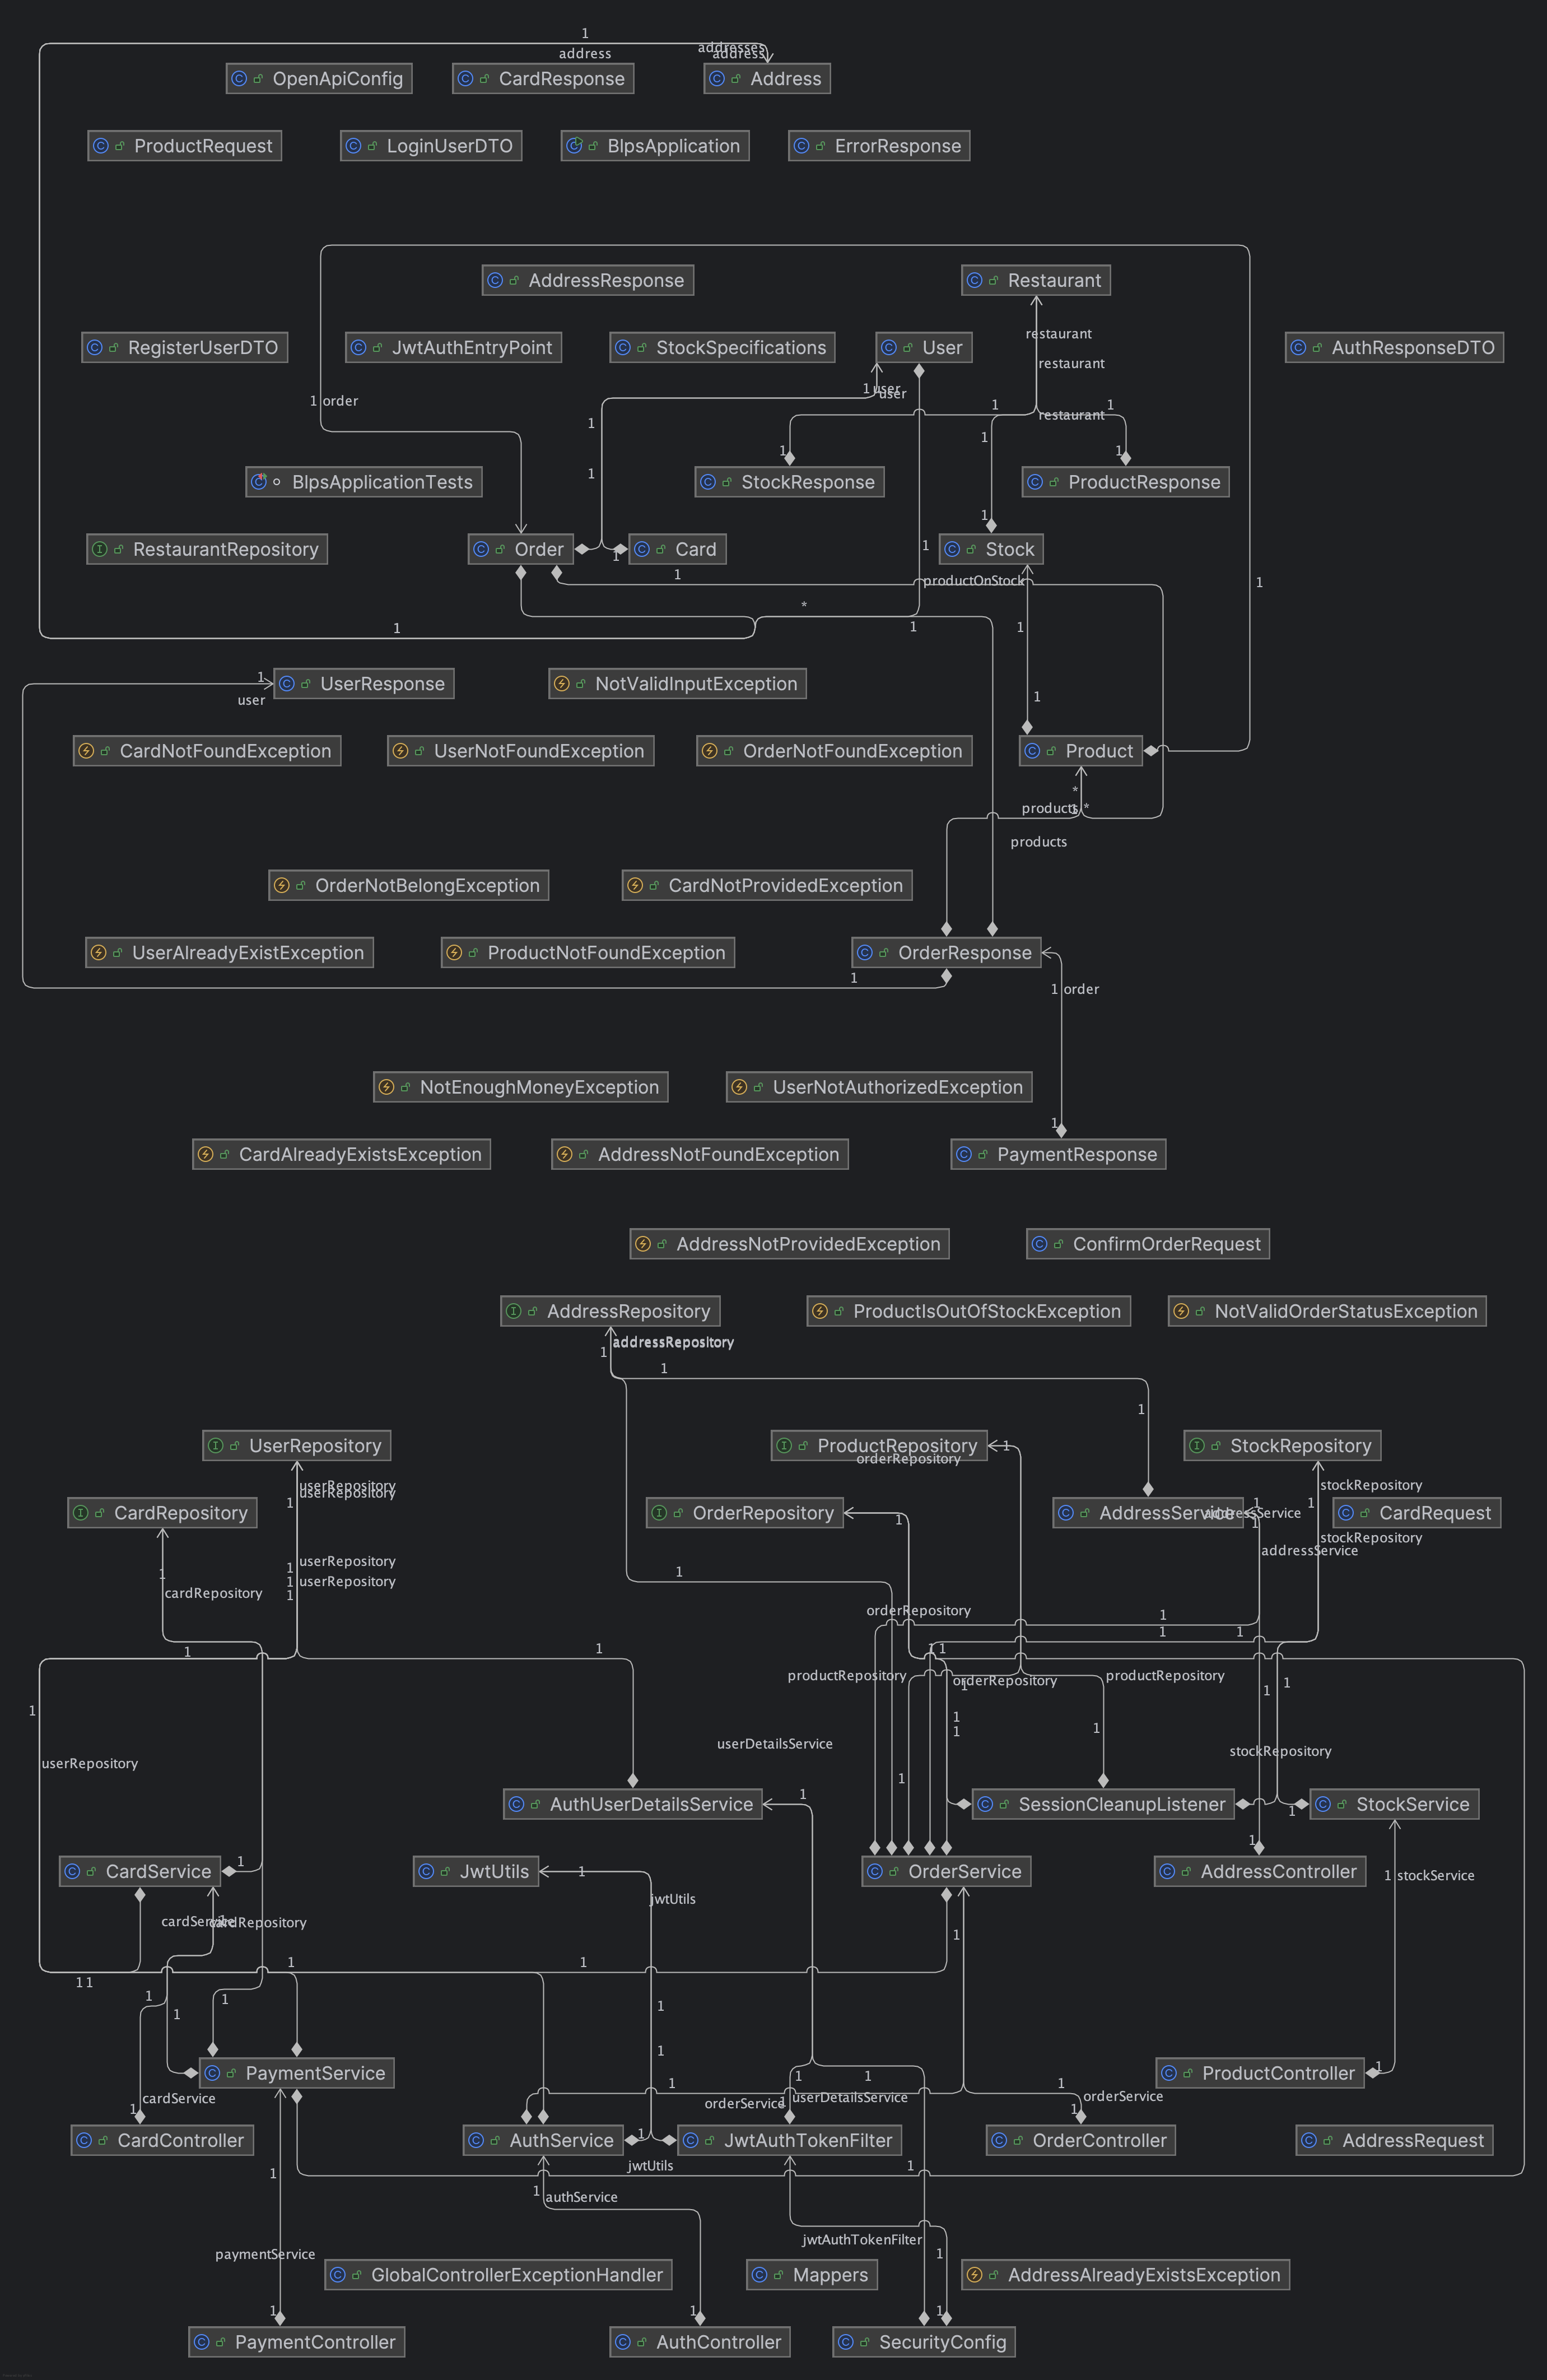 1
addresses
address
address
OpenApiConfig
CardResponse
Address
ProductRequest
LoginUserDTO
BlpsApplication
ErrorResponse
AddressResponse
Restaurant
restaurant
RegisterUserDTO
JwtAuthEntryPoint
StockSpecifications
User
AuthResponseDTO
restaurant
1 user
user
1 order
1
1
restaurant
1
1
1
1
1
1
BlpsApplicationTests
StockResponse
ProductResponse
1
RestaurantRepository
Order
Card
Stock
1
1
1
productOnStock
1
*
1
1
1
UserResponse
NotValidInputException
1
user
1
CardNotFoundException
UserNotFoundException
OrderNotFoundException
Product
*
products
1
*
products
OrderNotBelongException
CardNotProvidedException
UserAlreadyExistException
ProductNotFoundException
OrderResponse
1
1 order
NotEnoughMoneyException
UserNotAuthorizedException
1
CardAlreadyExistsException
AddressNotFoundException
PaymentResponse
AddressNotProvidedException
ConfirmOrderRequest
AddressRepository
ProductIsOutOfStockException
NotValidOrderStatusException
addressRepository
1
1
1
UserRepository
ProductRepository
1
StockRepository
orderRepository
userRepository
userRepository
1
stockRepository
1
1
CardRepository
OrderRepository
1
AddressService
addressService
1
CardRequest
stockRepository
addressService
1
userRepository
1
1
userRepository
1
cardRepository
1
orderRepository
1
1
1
1
1
1
1
1
productRepository
orderRepository
1
productRepository
1
1
1
1
1
1
userRepository
userDetailsService
stockRepository
1
1
AuthUserDetailsService
1
SessionCleanupListener
StockService
1
1
CardService
1
JwtUtils
1
OrderService
AddressController
1 stockService
jwtUtils
cardService
cardRepository
1
1
1
1 1
1
1
1
1
1
PaymentService
1
1
ProductController
1
1
1
cardService
orderService
userDetailsService
orderService
1
1
1
CardController
AuthService
1
JwtAuthTokenFilter
OrderController
AddressRequest
jwtUtils
1
1
1 authService
jwtAuthTokenFilter
paymentService
1
GlobalControllerExceptionHandler
Mappers
AddressAlreadyExistsException
1
1
1
PaymentController
AuthController
SecurityConfig